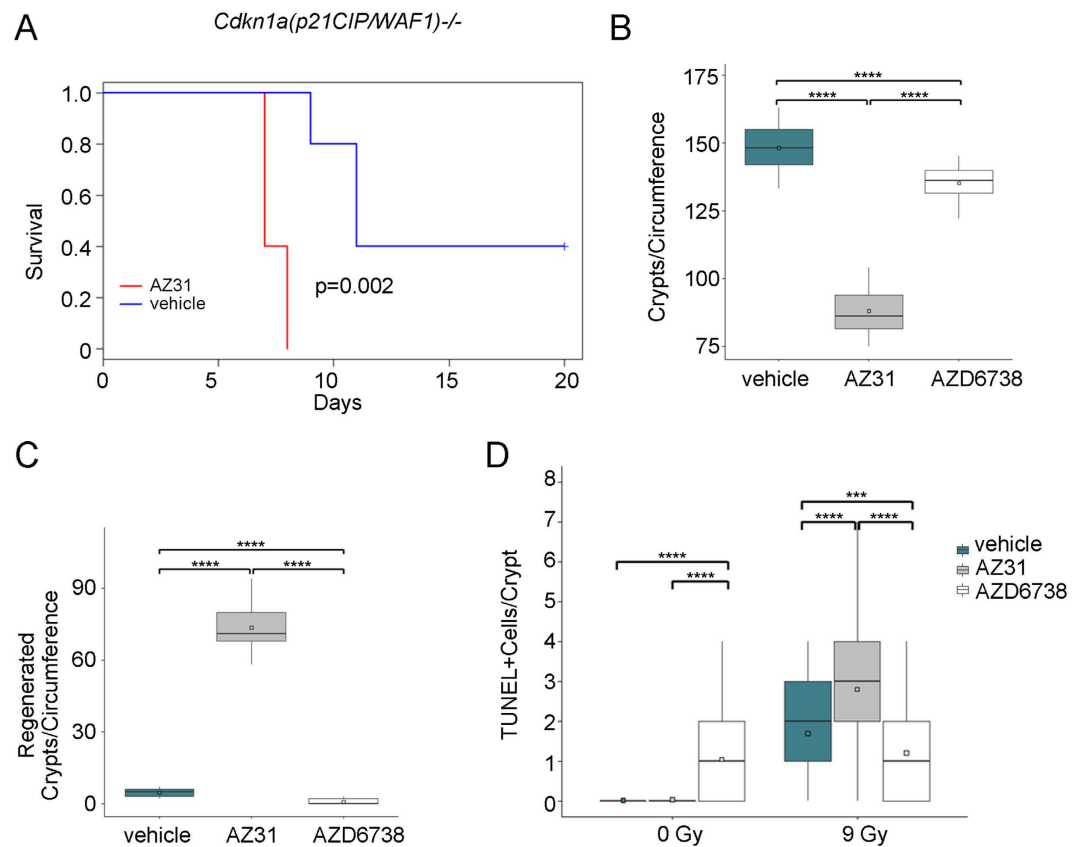 A
Cdkn1a(p21CIP/WAF1)-/-
Survival
1.0
0.8
0.6
0.4
0.2
0
AZ31
vehicle
p=0.002
0 5 10 15 20
Days
B
Crypts/Circumference
175
150
125
100
75
****
**** ****
vehicle AZ31 AZD6738
C
Regenerated
Crypts/Circumference
90
60
30
0
****
**** ****
vehicle AZ31 AZD6738
D
TUNEL+Cells/Crypt
8
7
6
5
4
3
2
1
0
****
****
***
**** ****
vehicle
AZ31
AZD6738
0 Gy 9 Gy